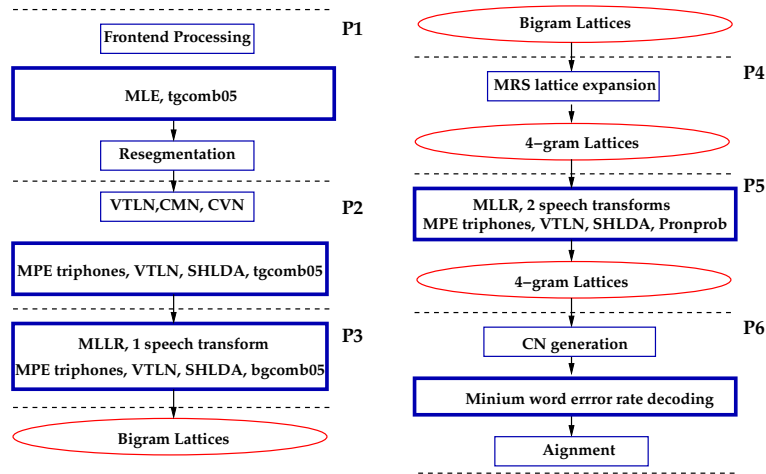 P1
Frontend Processing
MLE, tgcomb05
Resegmentation
P2
VTLN,CMN, CVN
MPE triphones, VTLN, SHLDA, tgcomb05
P3
MLLR, 1 speech transform
MPE triphones, VTLN, SHLDA, bgcomb05
Bigram Lattices
Bigram Lattices
P4
MRS lattice expansion
4−gram Lattices
P5
MLLR, 2 speech transforms
MPE triphones, VTLN, SHLDA, Pronprob
4−gram Lattices
P6
CN generation
Minium word errror rate decoding
Aignment